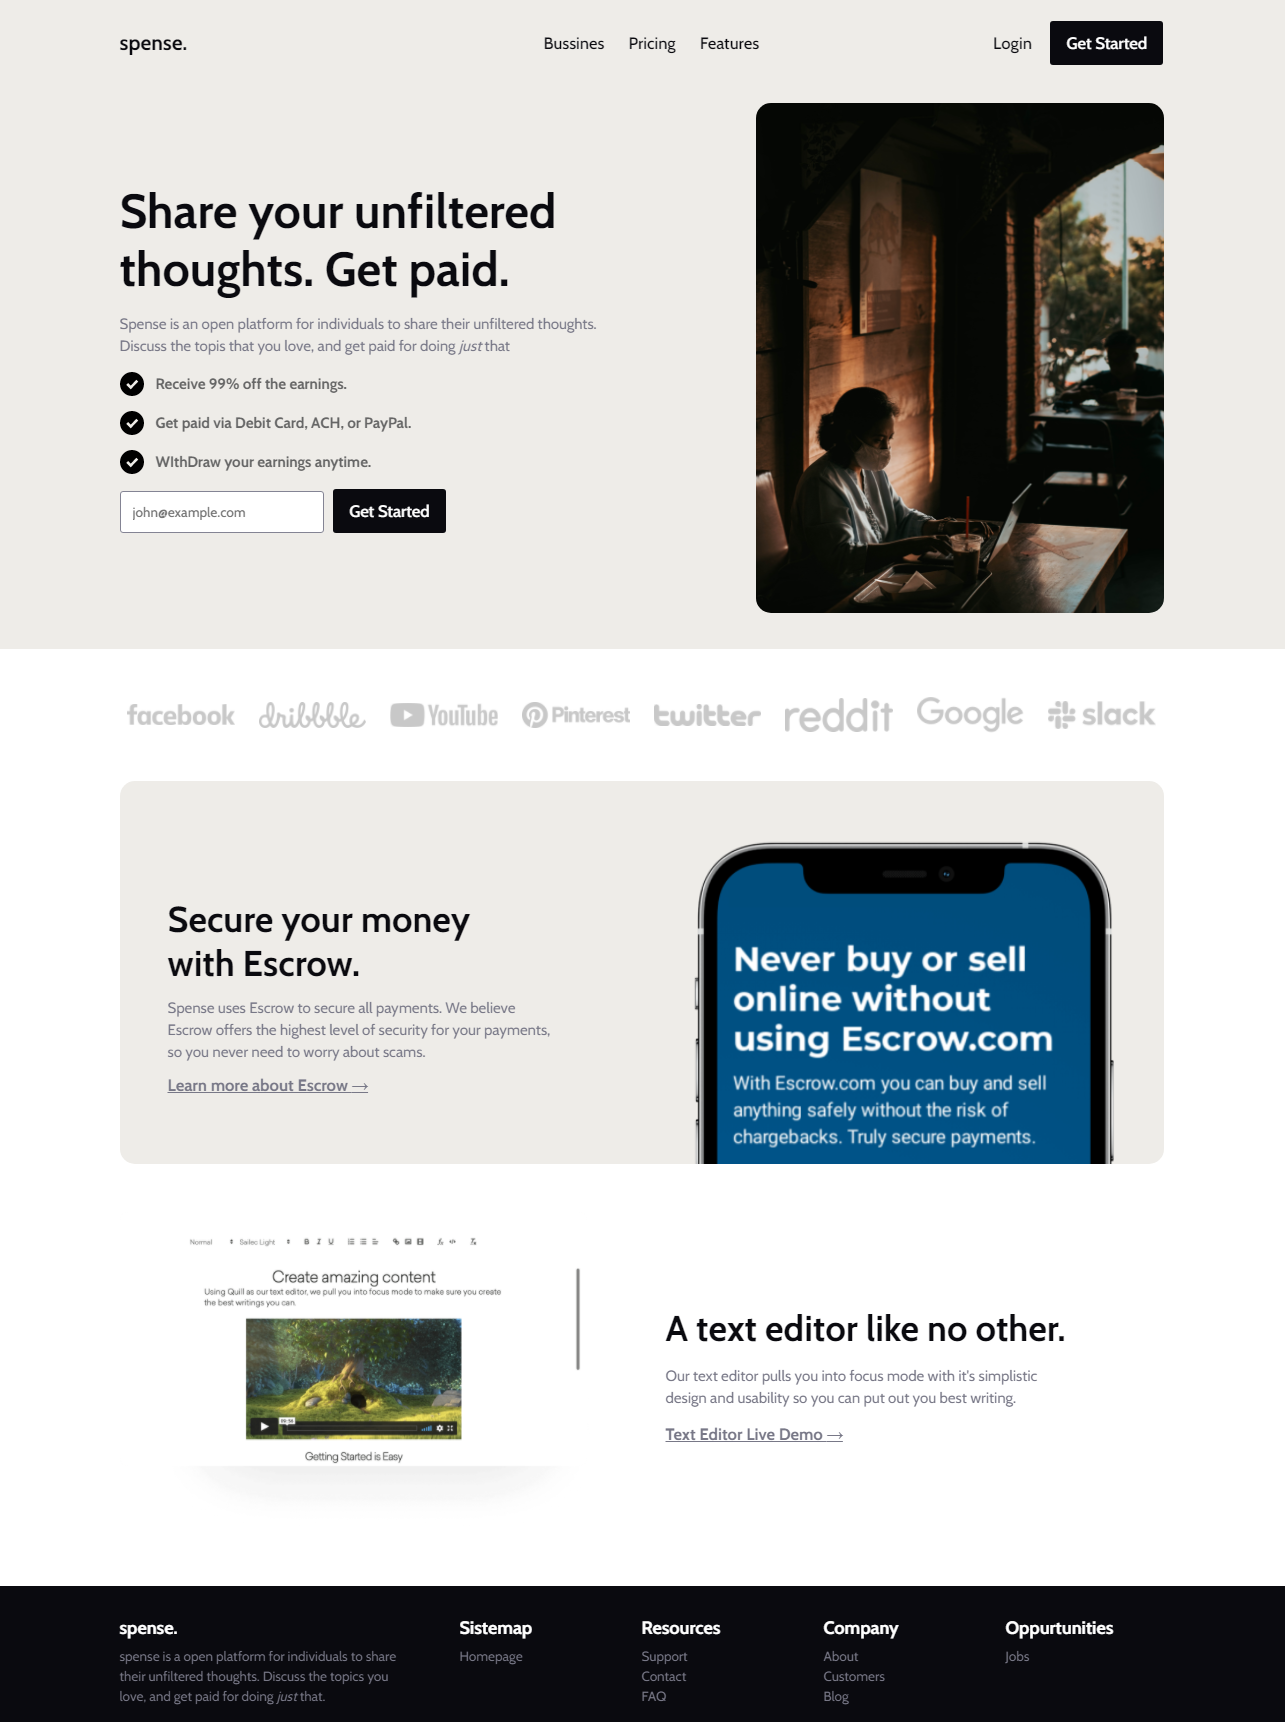 spense.
Bussines Pricing Features
Login
Get Started
Share your unfiltered
thoughts. Get paid.
Spense is an open platform for individuals to share their unfiltered thoughts.
Discuss the topis that you love, and get paid for doing just that
Receive 99% off the earnings.
Get paid via Debit Card, ACH, or PayPal.
WIthDraw your earnings anytime.
john@example.com
Get Started
facebook dribbble YouTube Pinterest twitter reddit Google slack
Secure your money
with Escrow.
Spense uses Escrow to secure all payments. We believe
Escrow offers the highest level of security for your payments,
so you never need to worry about scams.
Learn more about Escrow →
Never buy or sell
online without
using Escrow.com
With Escrow.com you can buy and sell
anything safely without the risk of
chargebacks. Truly secure payments.
Normal Sailec Light B I U
Create amazing content
Using Quill as our text editor, we pull you into focus mode to make sure you create
the best writings you can.
Getting Started is Easy
A text editor like no other.
Our text editor pulls you into focus mode with it's simplistic
design and usability so you can put out you best writing.
Text Editor Live Demo →
spense.
spense is a open platform for individuals to share
their unfiltered thoughts. Discuss the topics you
love, and get paid for doing just that.
Sistemap
Homepage
Resources
Support
Contact
FAQ
Company
About
Customers
Blog
Oppurtunities
Jobs